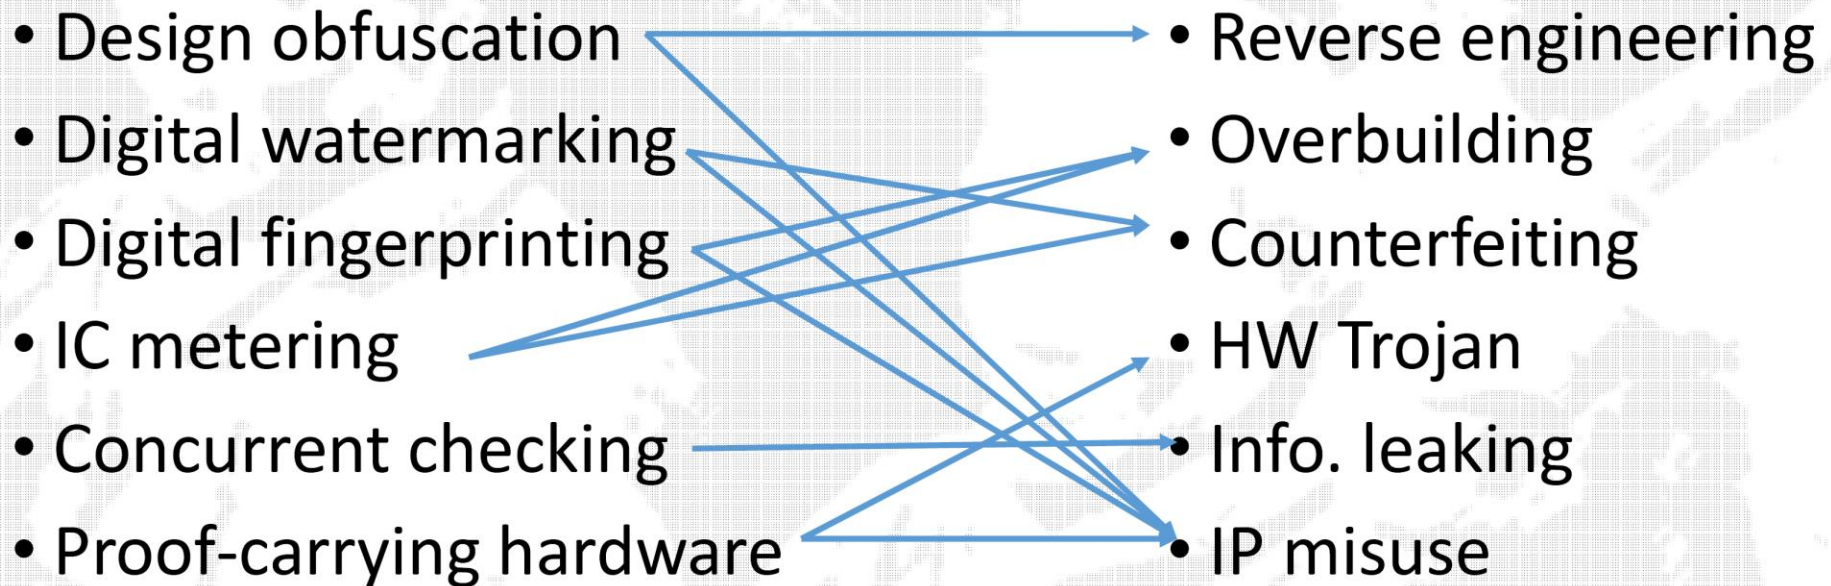 • Design obfuscation
• Digital watermarking
• Digital fingerprinting
• IC metering
• Concurrent checking
• Proof-carrying hardware
• Reverse engineering
• Overbuilding
• Counterfeiting
• HW Trojan
• Info. leaking
• IP misuse